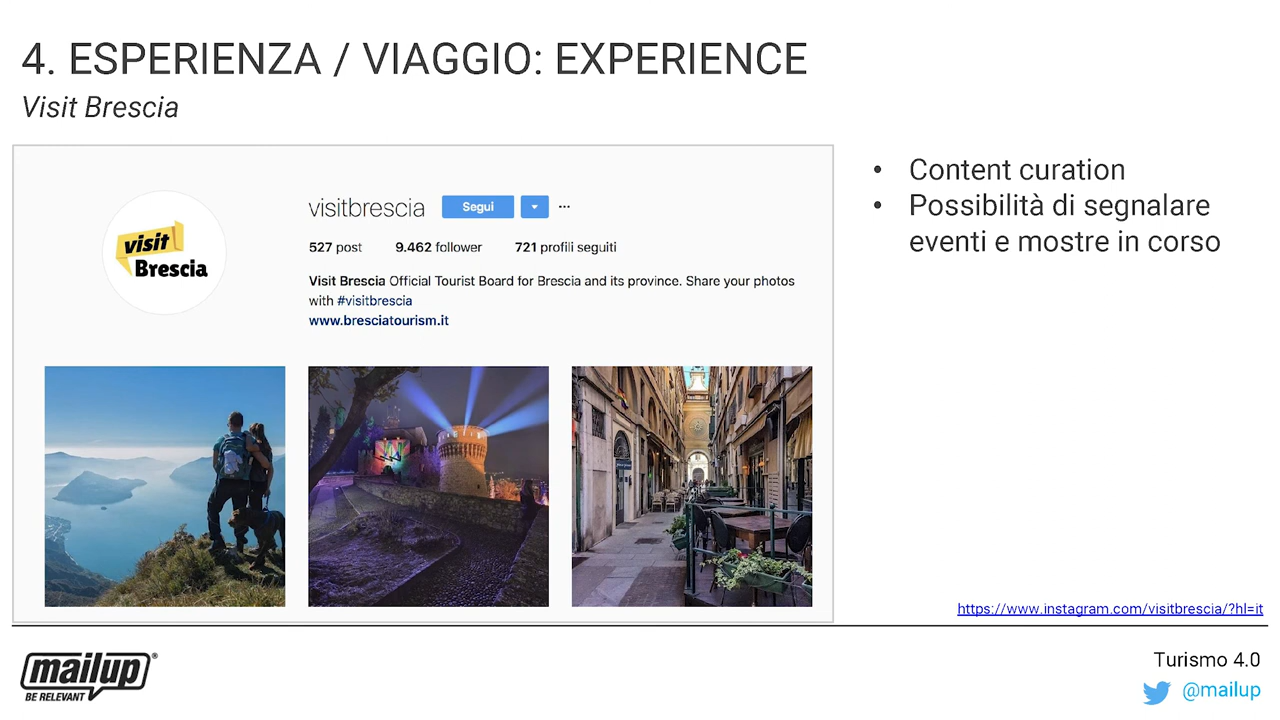 4. ESPERIENZA / VIAGGIO: EXPERIENCE
Visit Brescia
visit
Brescia
visitbrescia Segui ...
527 post 9.462 follower 721 profili seguiti
Visit Brescia Official Tourist Board for Brescia and its province. Share your photos
with #visitbrescia
www.bresciatourism.it
• Content curation
• Possibilità di segnalare
eventi e mostre in corso
https://www.instagram.com/visitbrescia/?hl=it
mailup®
BE RELEVANT
Turismo 4.0
@mailup